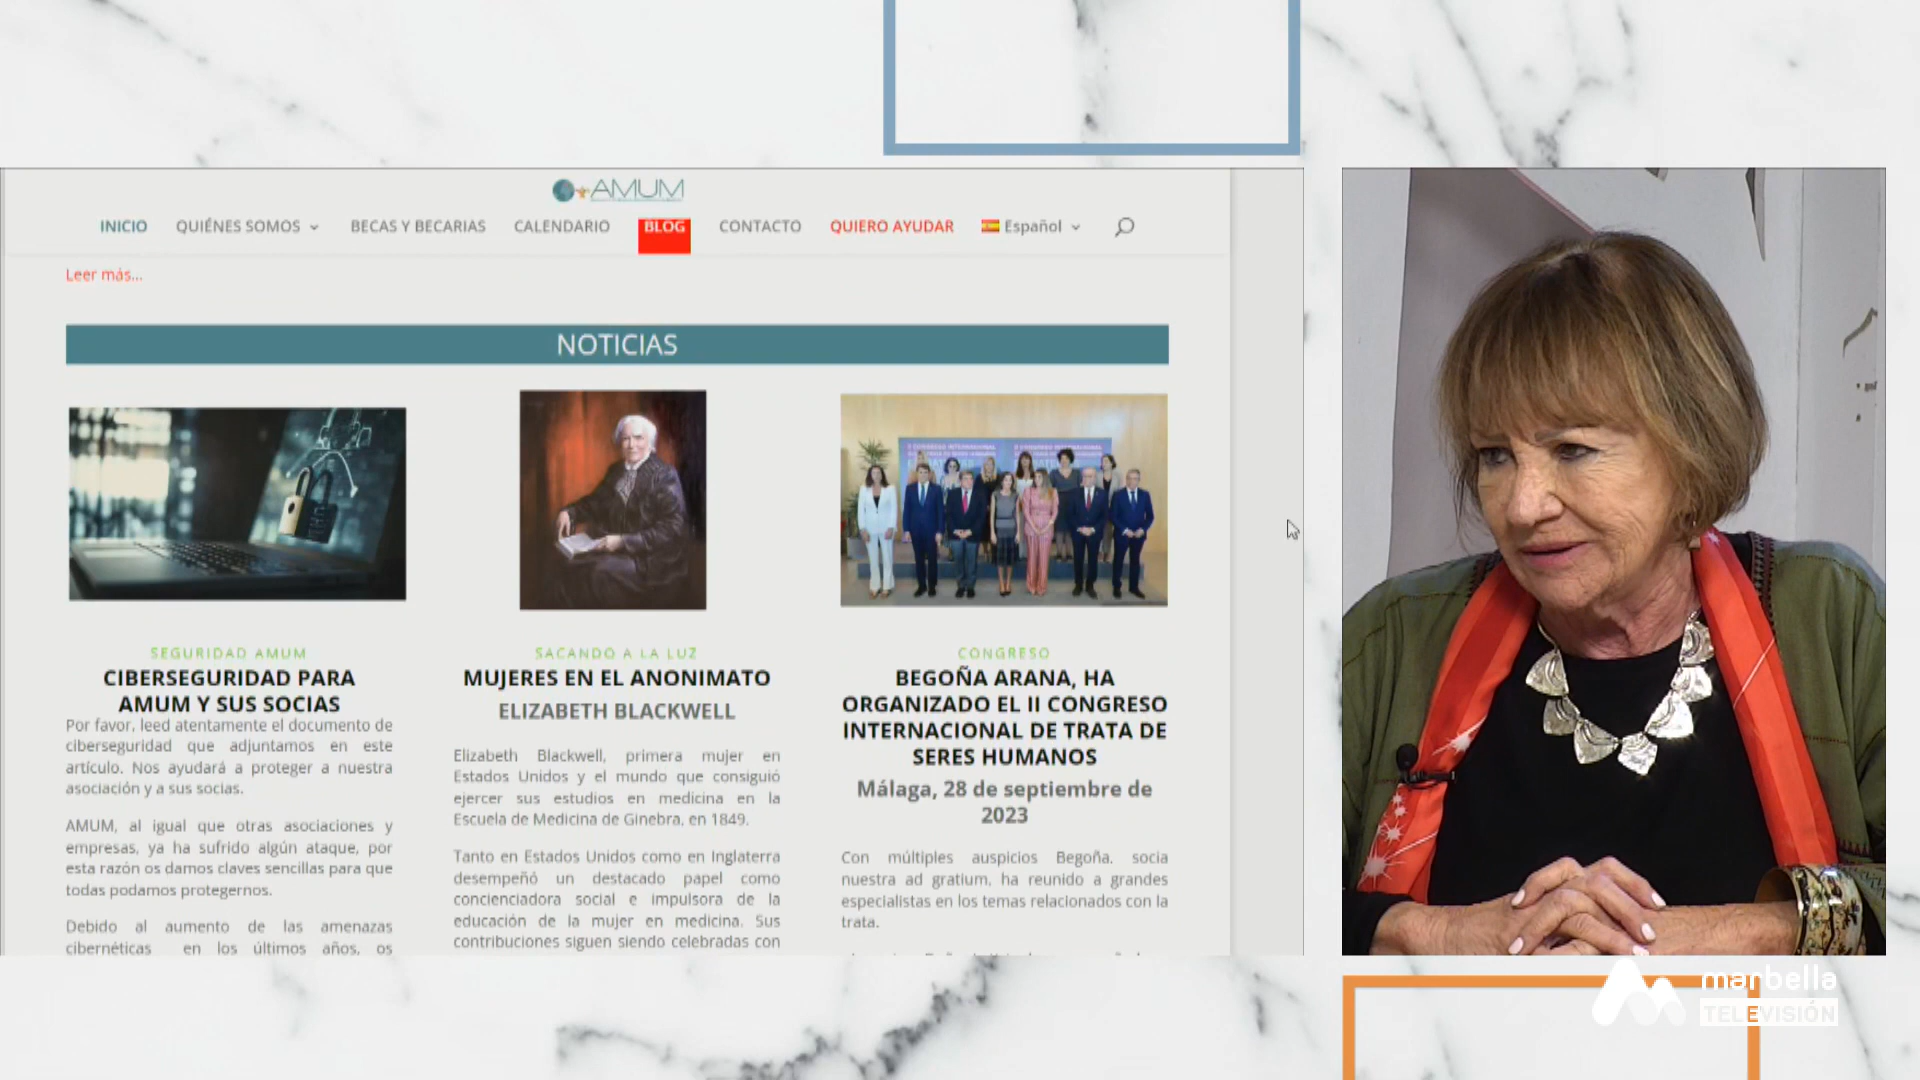 AMUM
INICIO QUIÉNES SOMOS BECAS Y BECARIAS CALENDARIO BLOG CONTACTO QUIERO AYUDAR Español
Leer más...
NOTICIAS
SEGURIDAD AMUM
CIBERSEGURIDAD PARA
AMUM Y SUS SOCIAS
Por favor, leed atentamente el documento de
ciberseguridad que adjuntamos en este
artículo. Nos ayudará a proteger a nuestra
asociación y a sus socias.
AMUM, al igual que otras asociaciones y
empresas, ya ha sufrido algún ataque, por
esta razón os damos claves sencillas para que
todas podamos protegernos.
Debido al aumento de las amenazas
cibernéticas en los últimos años, os
SACANDO A LA LUZ
MUJERES EN EL ANONIMATO
ELIZABETH BLACKWELL
Elizabeth Blackwell, primera mujer en
Estados Unidos y el mundo que consiguió
ejercer sus estudios en medicina en la
Escuela de Medicina de Ginebra, en 1849.
Tanto en Estados Unidos como en Inglaterra
desempeñó un destacado papel como
concienciadora social e impulsora de la
educación de la mujer en medicina. Sus
contribuciones siguen siendo celebradas con
CONGRESO
BEGOÑA ARANA, HA
ORGANIZADO EL II CONGRESO
INTERNACIONAL DE TRATA DE
SERES HUMANOS
Málaga, 28 de septiembre de
2023
Con múltiples auspicios Begoña, socia
nuestra ad gratium, ha reunido a grandes
especialistas en los temas relacionados con la
trata.
marbella
TELEVISIÓN